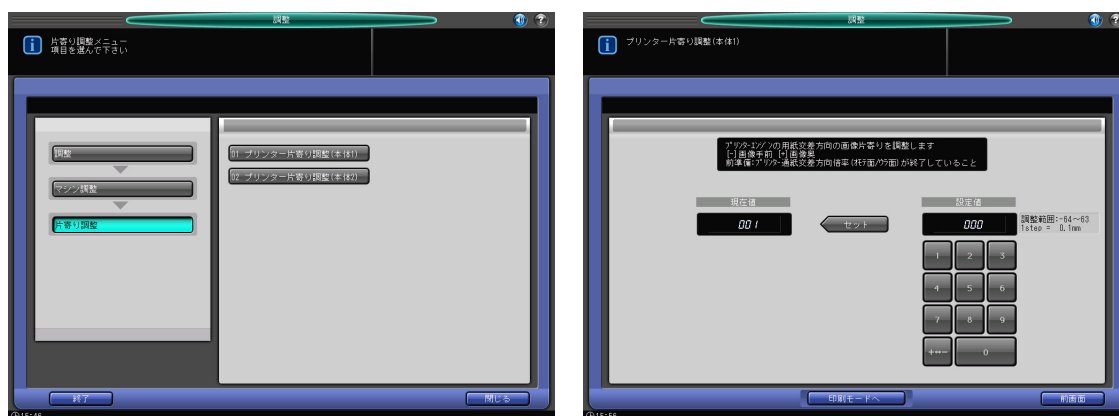 調整
片寄り調整メニュー
項目を選んで下さい
調整
マシン調整
片寄り調整
01 プリンター片寄り調整(本体1)
02 プリンター片寄り調整(本体2)
終了
閉じる
15:46
調整
プリンター片寄り調整(本体1)
プリンターエンジンの用紙交差方向の画像片寄りを調整します
[-]画像手前 [+]画像奥
前準備:プリンター通紙交差方向倍率(オモテ面/ウラ面)が終了していること
現在値
001
セット
設定値
000
調整範囲:-64~63
1step = 0.1mm
1 2 3
4 5 6
7 8 9
+↔- 0
印刷モードへ
前画面
15:56